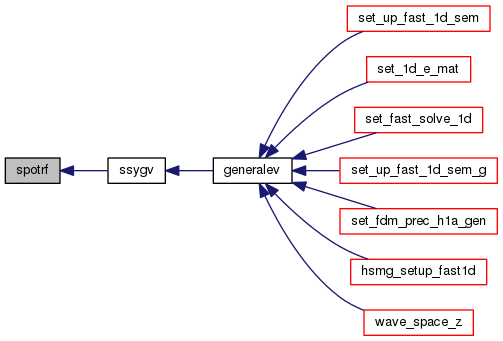 set_up_fast_1d_sem
set_1d_e_mat
set_fast_solve_1d
spotrf
ssygv
generalev
set_up_fast_1d_sem_g
set_fdm_prec_h1a_gen
hsmg_setup_fast1d
wave_space_z